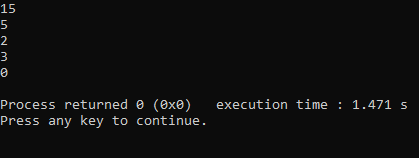 15
5
2
3
0
Process returned 0 (0x0)   execution time : 1.471 s
Press any key to continue.